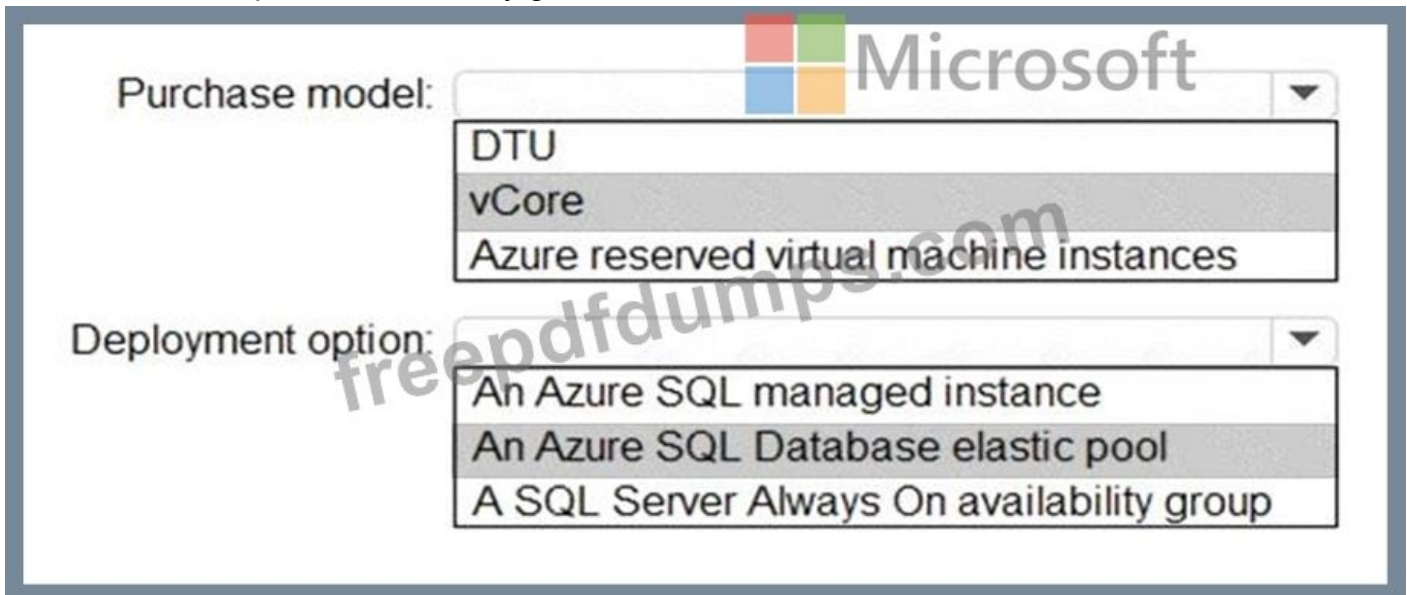 Microsoft
Purchase model:
DTU
vCore
Azure reserved virtual machine instances
freepdfdumps.com
Deployment option:
An Azure SQL managed instance
An Azure SQL Database elastic pool
A SQL Server Always On availability group